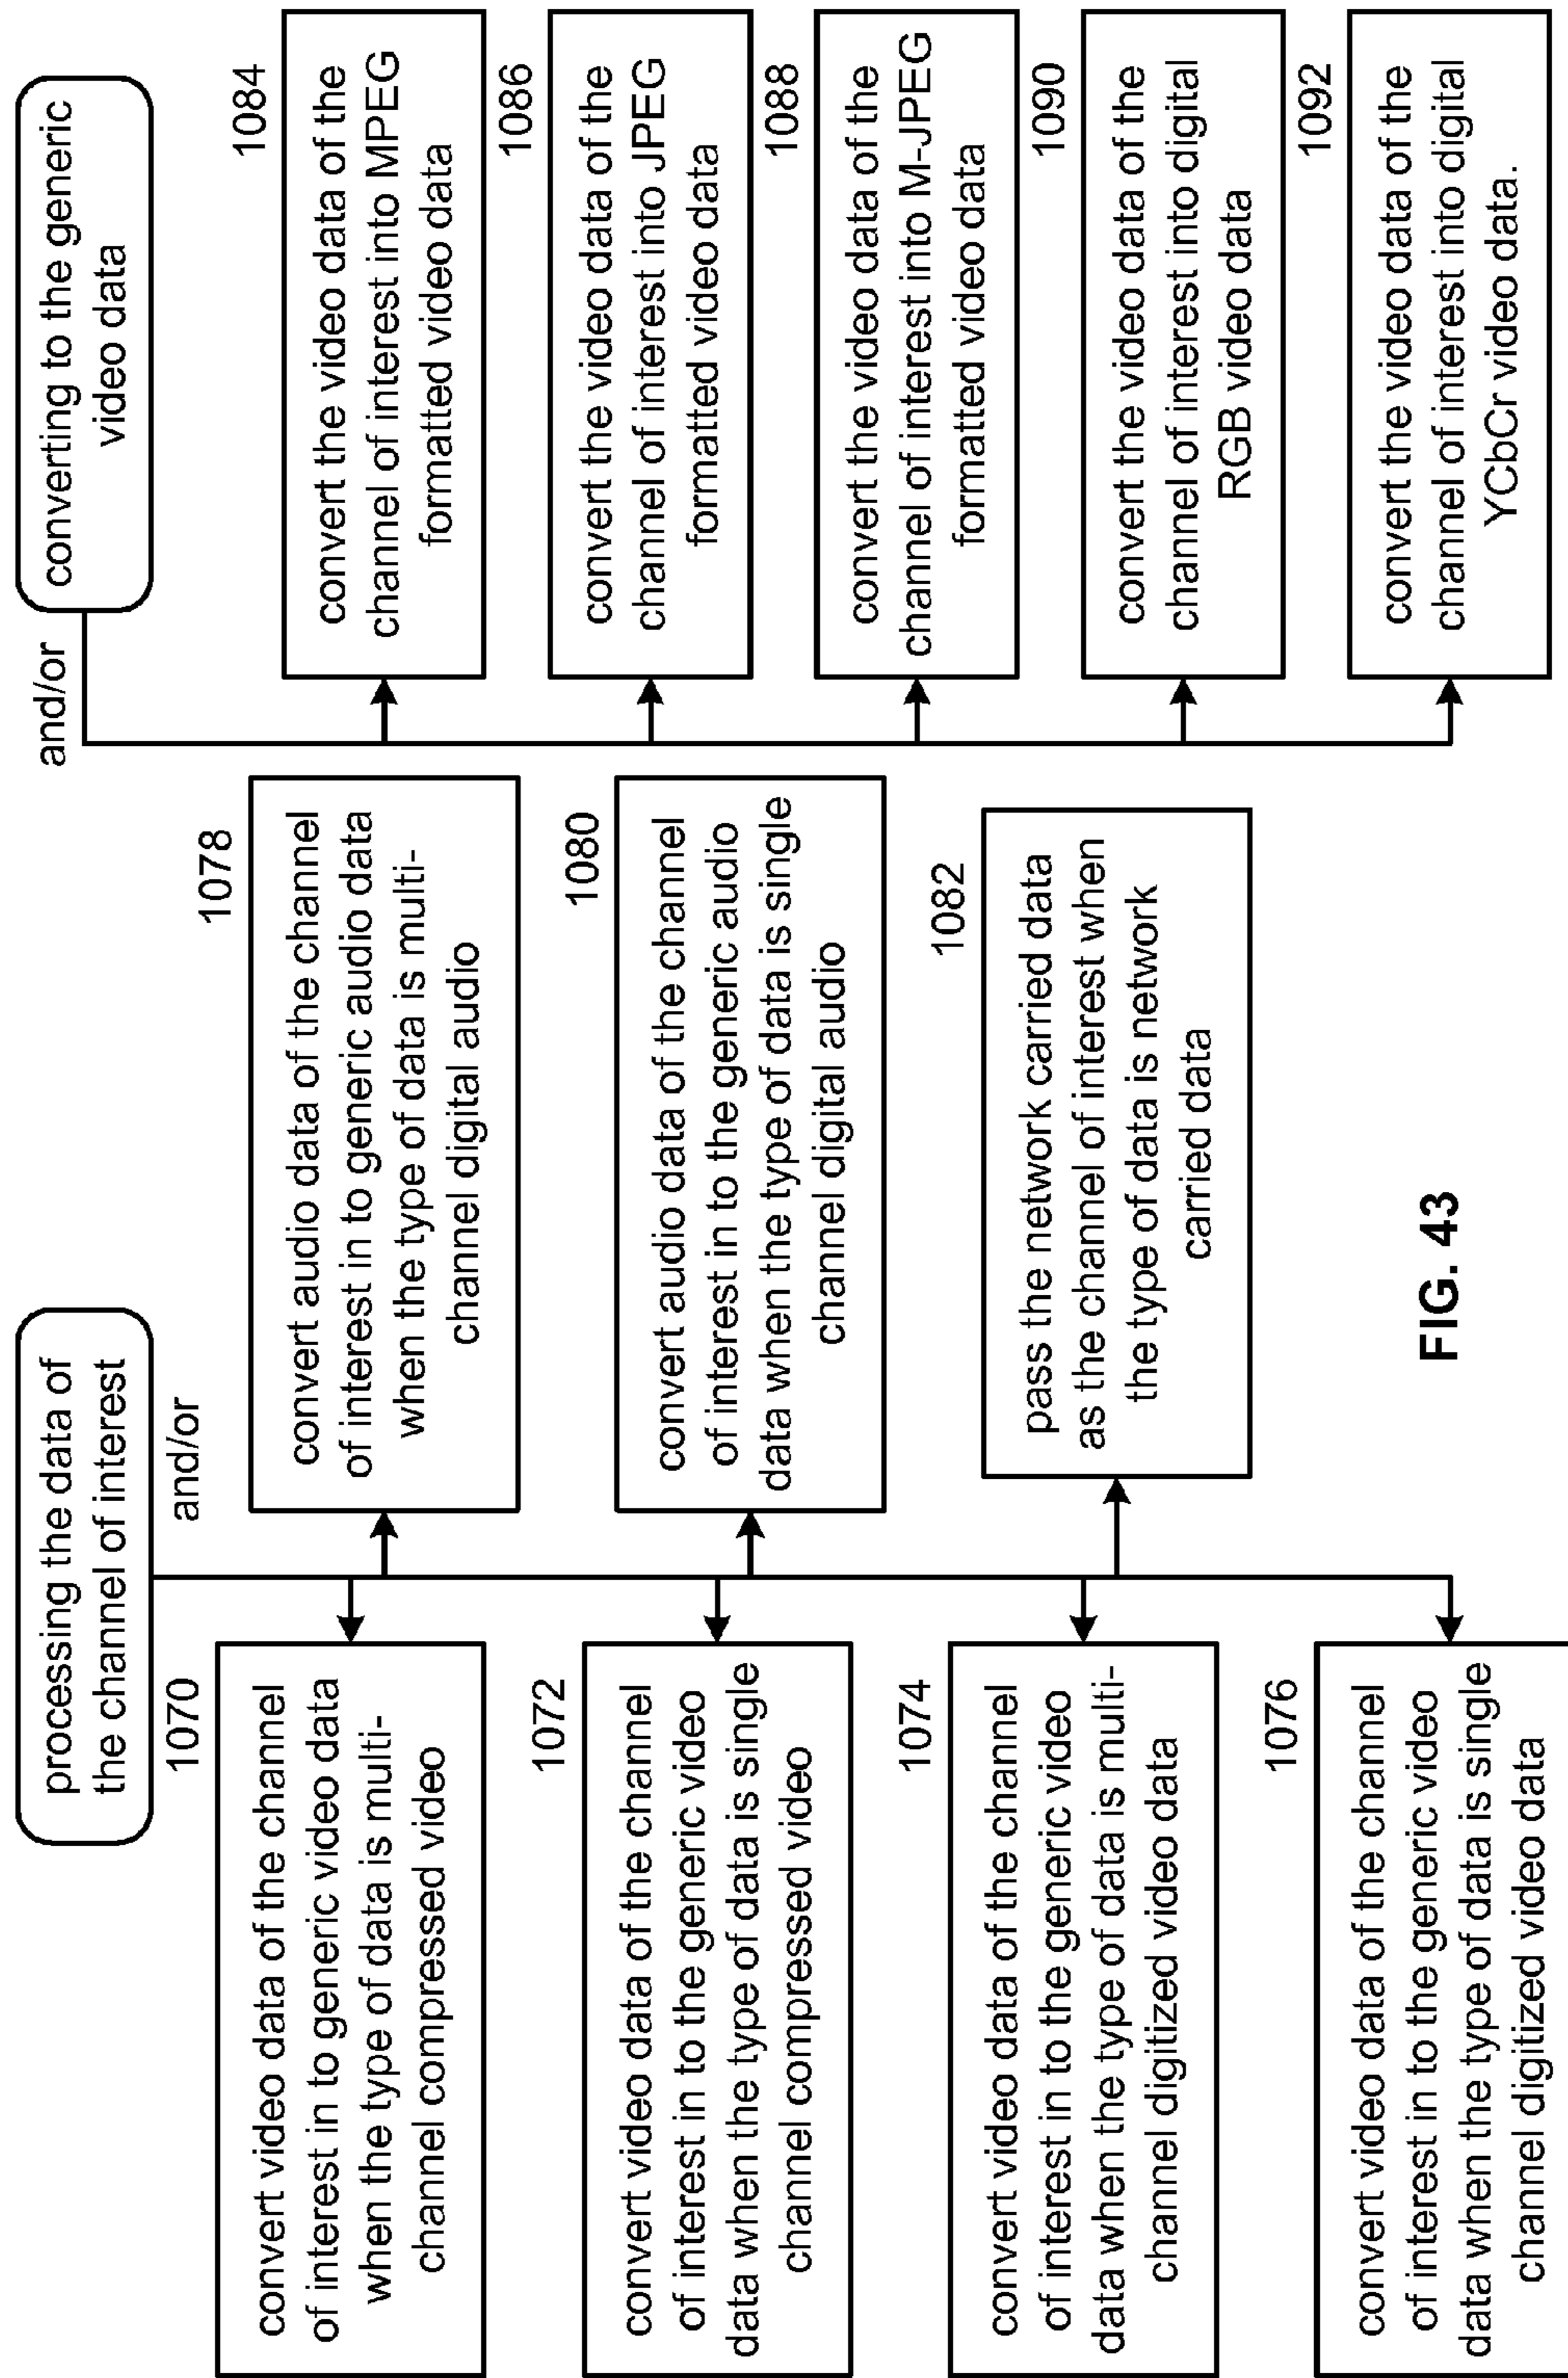 processing the data of
the channel of interest
and/or
1070
convert video data of the channel
of interest in to generic video data
when the type of data is multi-
channel compressed video
1072
convert video data of the channel
of interest in to the generic video
data when the type of data is single
channel compressed video
1074
convert video data of the channel
of interest in to the generic video
data when the type of data is multi-
channel digitized video data
1076
convert video data of the channel
of interest in to the generic video
data when the type of data is single
channel digitized video data
1078
convert audio data of the channel
of interest in to generic audio data
when the type of data is multi-
channel digital audio
1080
convert audio data of the channel
of interest in to the generic audio
data when the type of data is single
channel digital audio
1082
pass the network carried data
as the channel of interest when
the type of data is network
carried data
converting to the generic
video data
and/or
1084
convert the video data of the
channel of interest into MPEG
formatted video data
1086
convert the video data of the
channel of interest into JPEG
formatted video data
1088
convert the video data of the
channel of interest into M-JPEG
formatted video data
1090
convert the video data of the
channel of interest into digital
RGB video data
1092
convert the video data of the
channel of interest into digital
YCbCr video data.
FIG. 43